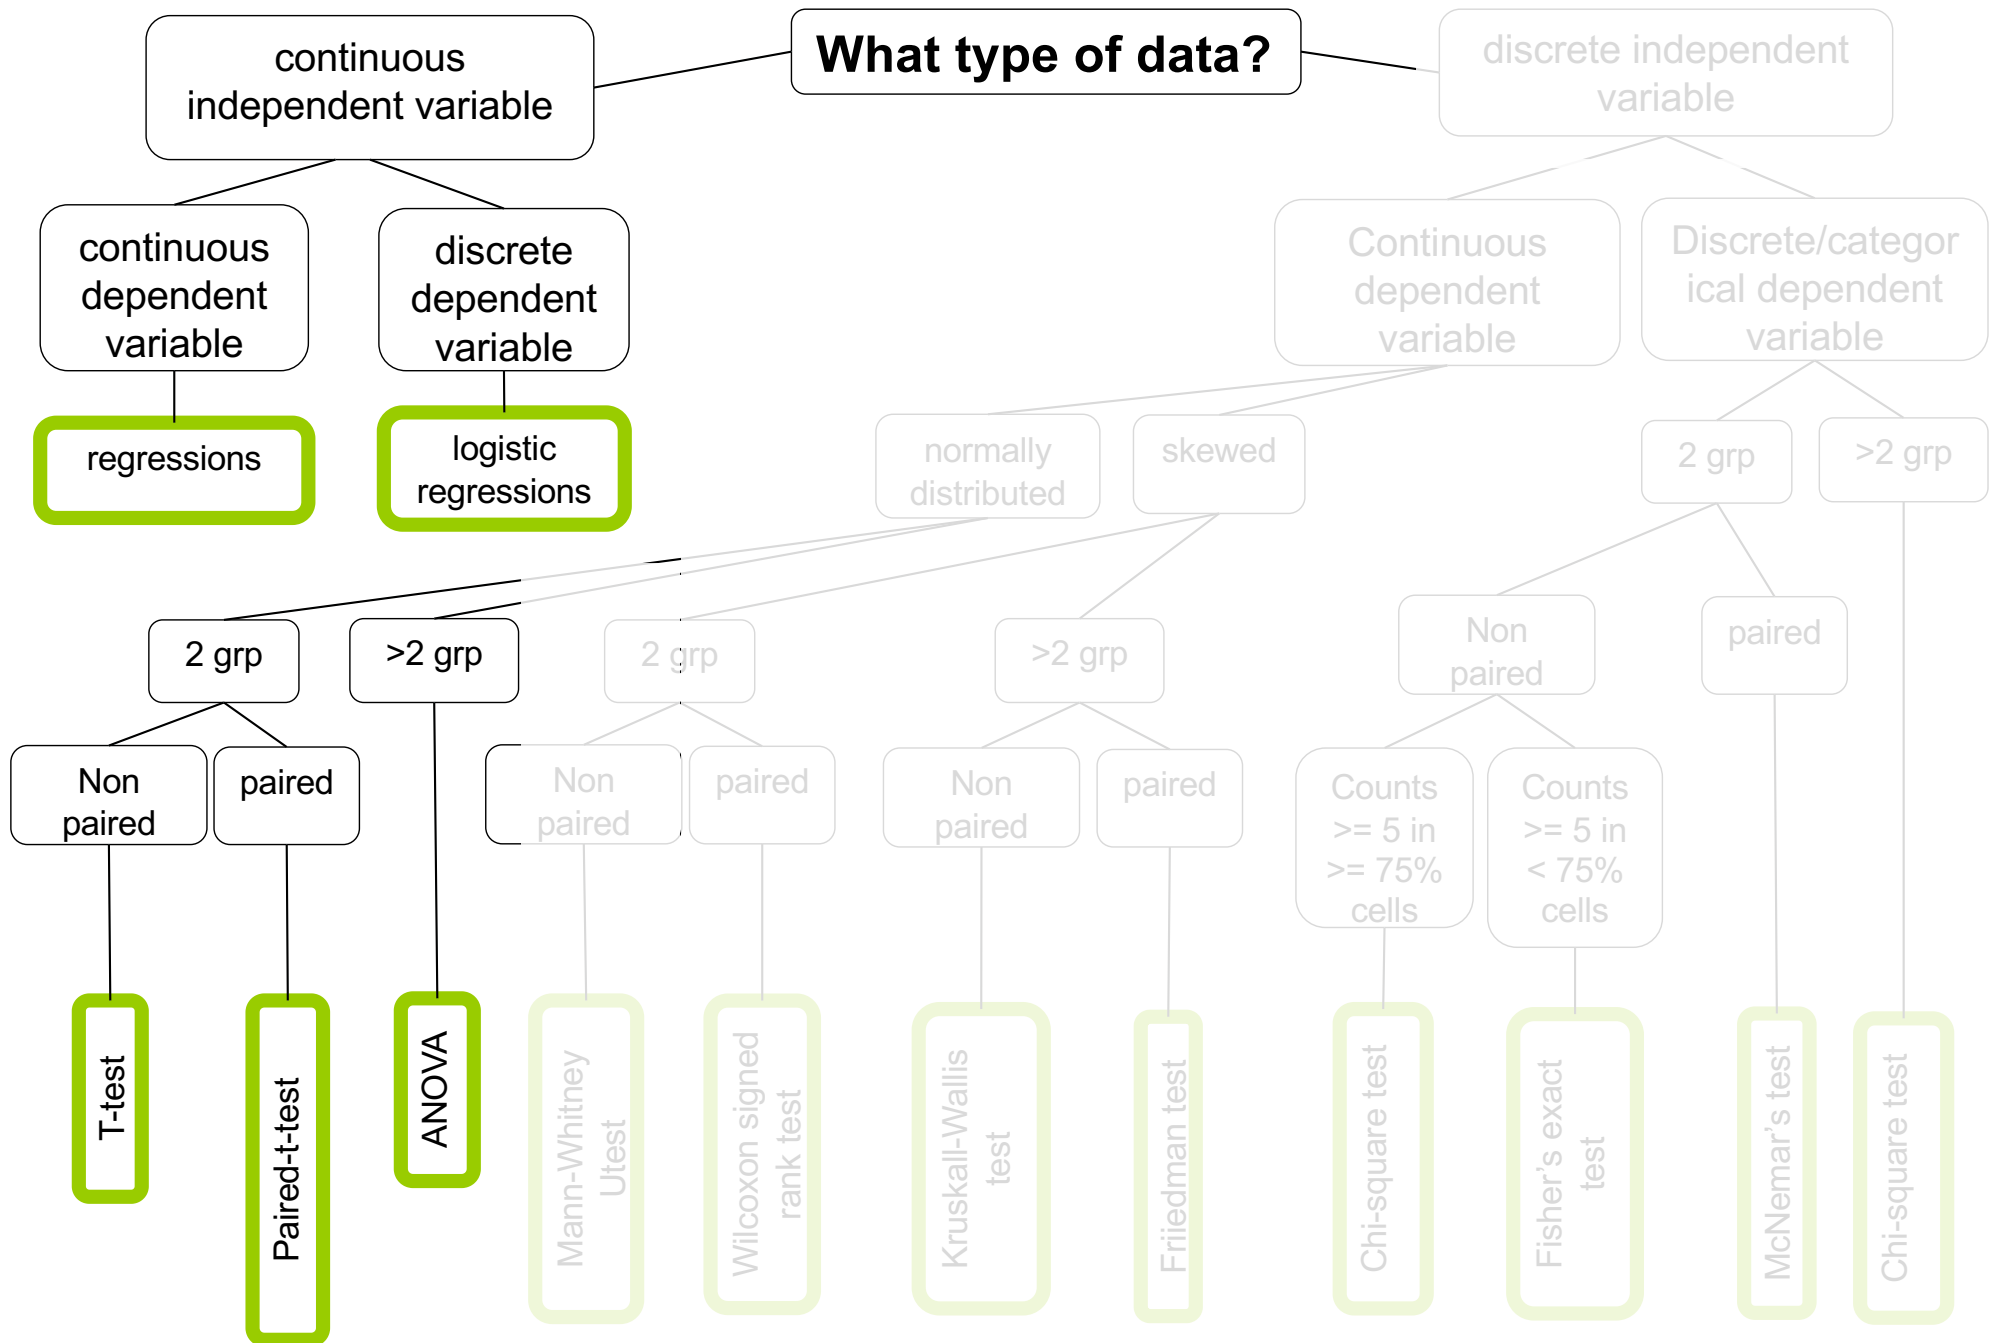 What type of data?
continuous
independent variable
discrete independent
variable
continuous
dependent
variable
discrete
dependent
variable
Continuous
dependent
variable
Discrete/categor
ical dependent
variable
regressions
logistic
regressions
normally
distributed
skewed
2 grp
>2 grp
2 grp
>2 grp
2 grp
>2 grp
Non
paired
paired
Non
paired
paired
Non
paired
paired
Non
paired
paired
Counts
>= 5 in
>= 75%
cells
Counts
>= 5 in
< 75%
cells
T-test
Paired-t-test
ANOVA
Mann-Whitney
Utest
Wilcoxon signed
rank test
Kruskall-Wallis
test
Friiedman test
Chi-square test
Fisher's exact
test
McNemar's test
Chi-square test